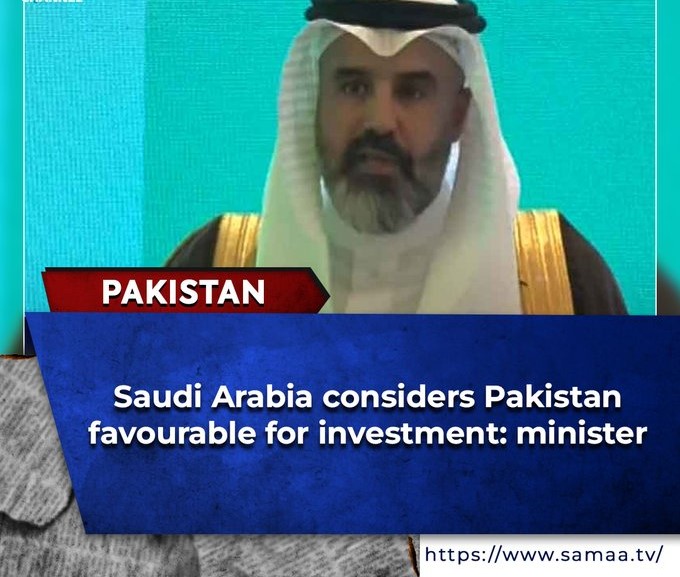 PAKISTAN
Saudi Arabia considers Pakistan
favourable for investment: minister
https://www.samaa.tv/